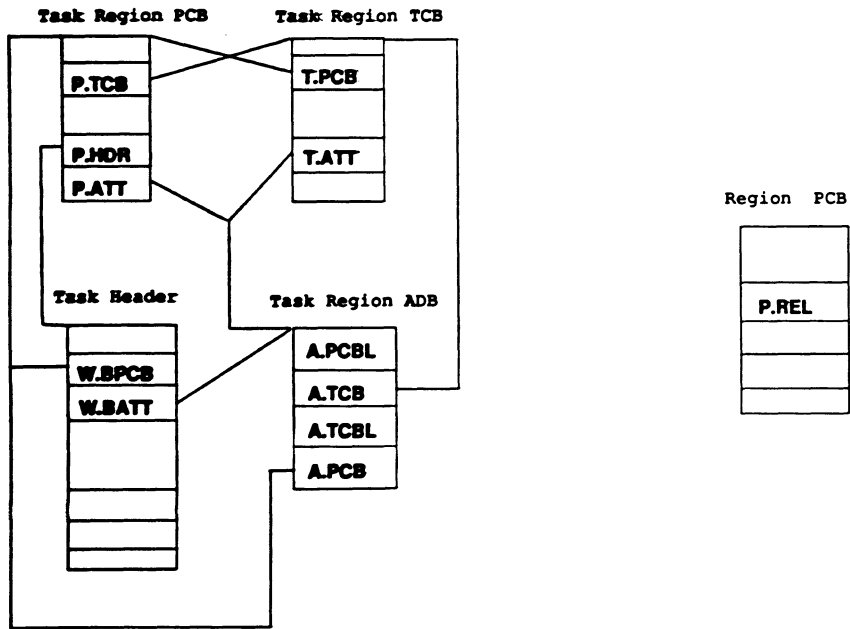 Task Region PCB
P.TCB
P.HDR
P.ATT
Task Region TCB
T.PCB
T.ATT
Region PCB
P.REL
Task Header
W.BPCB
W.BATT
Task Region ADB
A.PCBL
A.TCB
A.TCBL
A.PCB